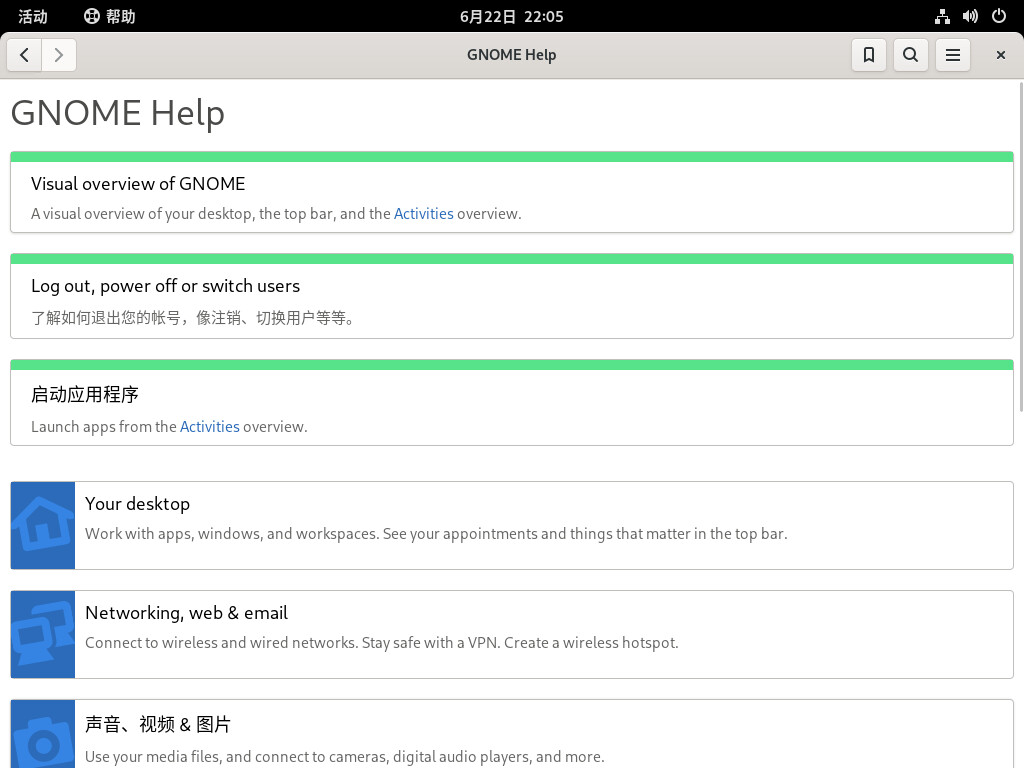 活动
帮助
6月22日 22:05
GNOME Help
GNOME Help
Visual overview of GNOME
A visual overview of your desktop, the top bar, and the Activities overview.
Log out, power off or switch users
了解如何退出您的帐号，像注销、切换用户等等。
启动应用程序
Launch apps from the Activities overview.
Your desktop
Work with apps, windows, and workspaces. See your appointments and things that matter in the top bar.
Networking, web & email
Connect to wireless and wired networks. Stay safe with a VPN. Create a wireless hotspot.
声音、视频 & 图片
Use your media files, and connect to cameras, digital audio players, and more.